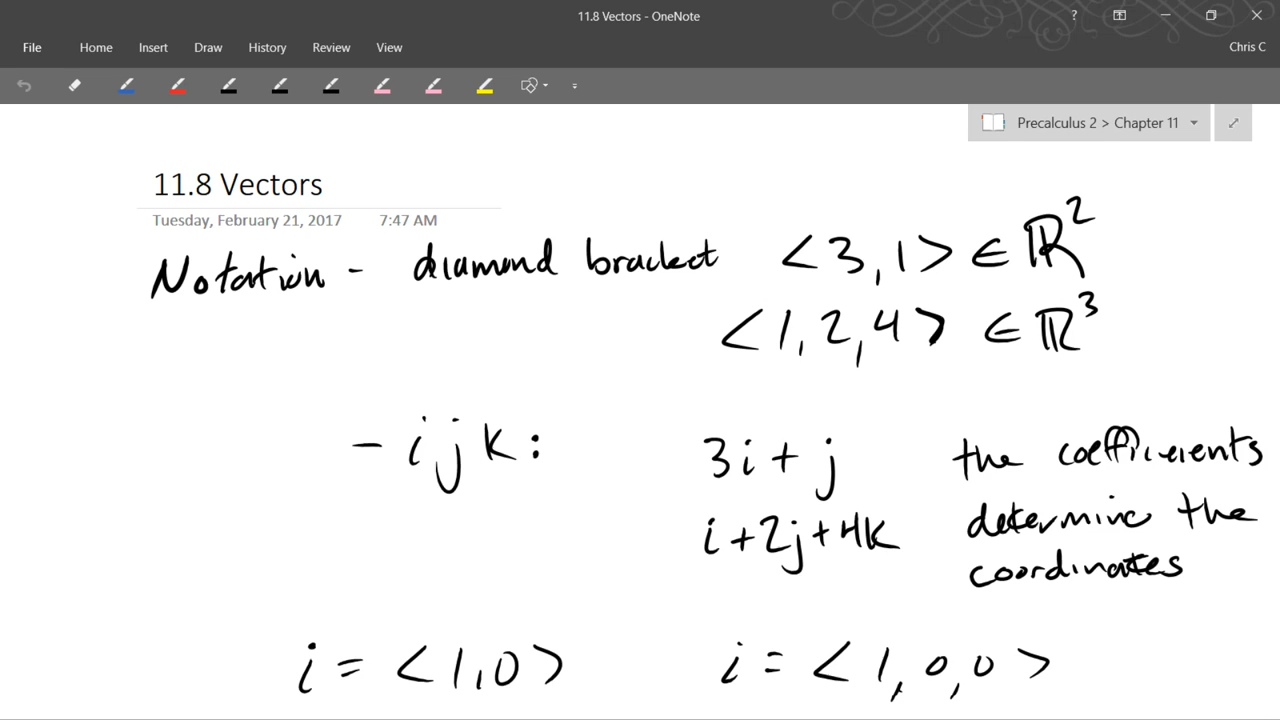 11.8 Vectors - OneNote
?
File Home Insert Draw History Review View Chris C
Precalculus 2 > Chapter 11
11.8 Vectors
Tuesday, February 21, 2017 7:47 AM
Notation - diamond bracket <3,1> ∈ ℝ²
<1,2,4> ∈ ℝ³
- i j k: 3i + j the coefficients
i+2j+4k determine the
coordinates
i = <1,0> i = <1,0,0>